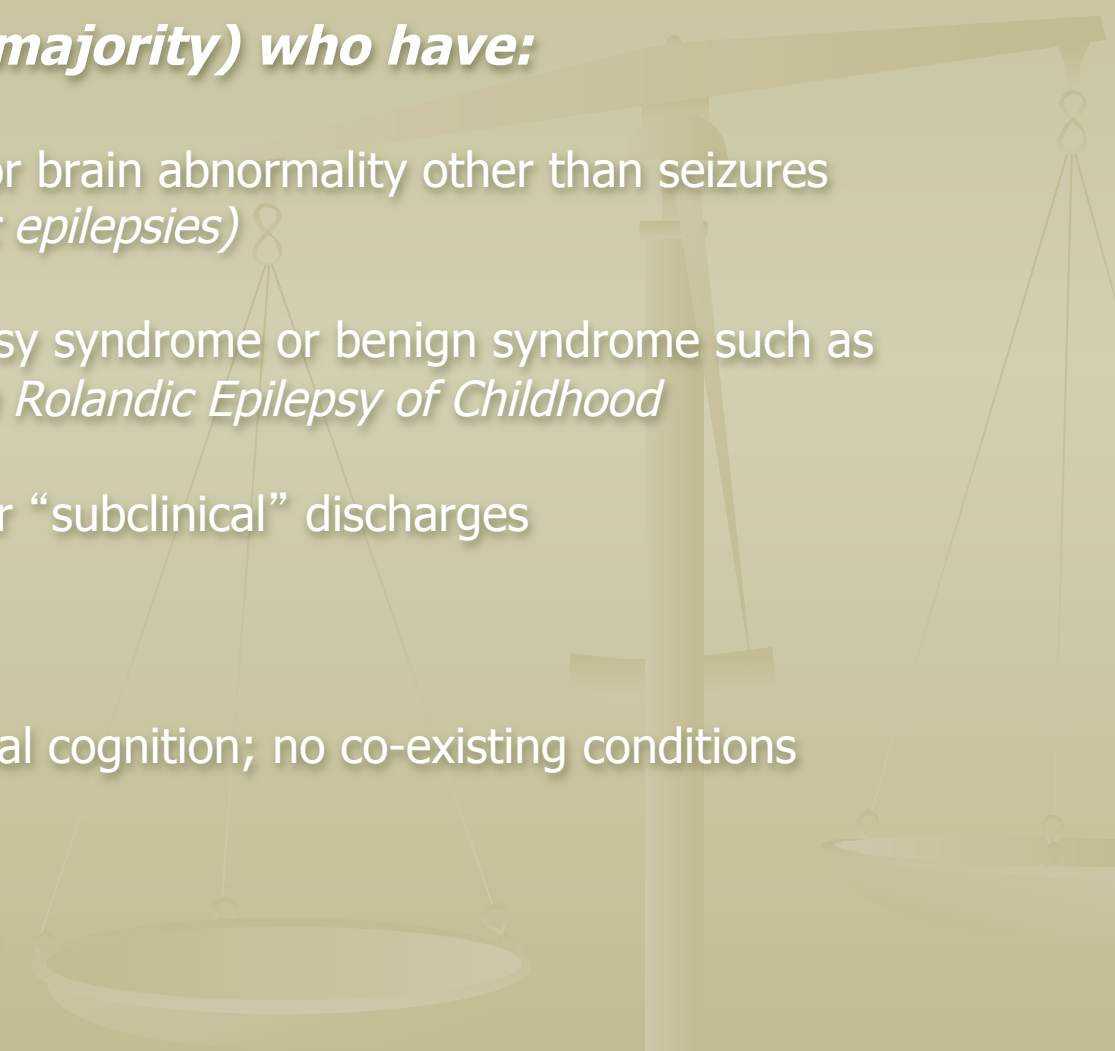 majority) who have:
or brain abnormality other than seizures
epilepsies)
sy syndrome or benign syndrome such as
Rolandic Epilepsy of Childhood
r “subclinical” discharges
al cognition; no co-existing conditions